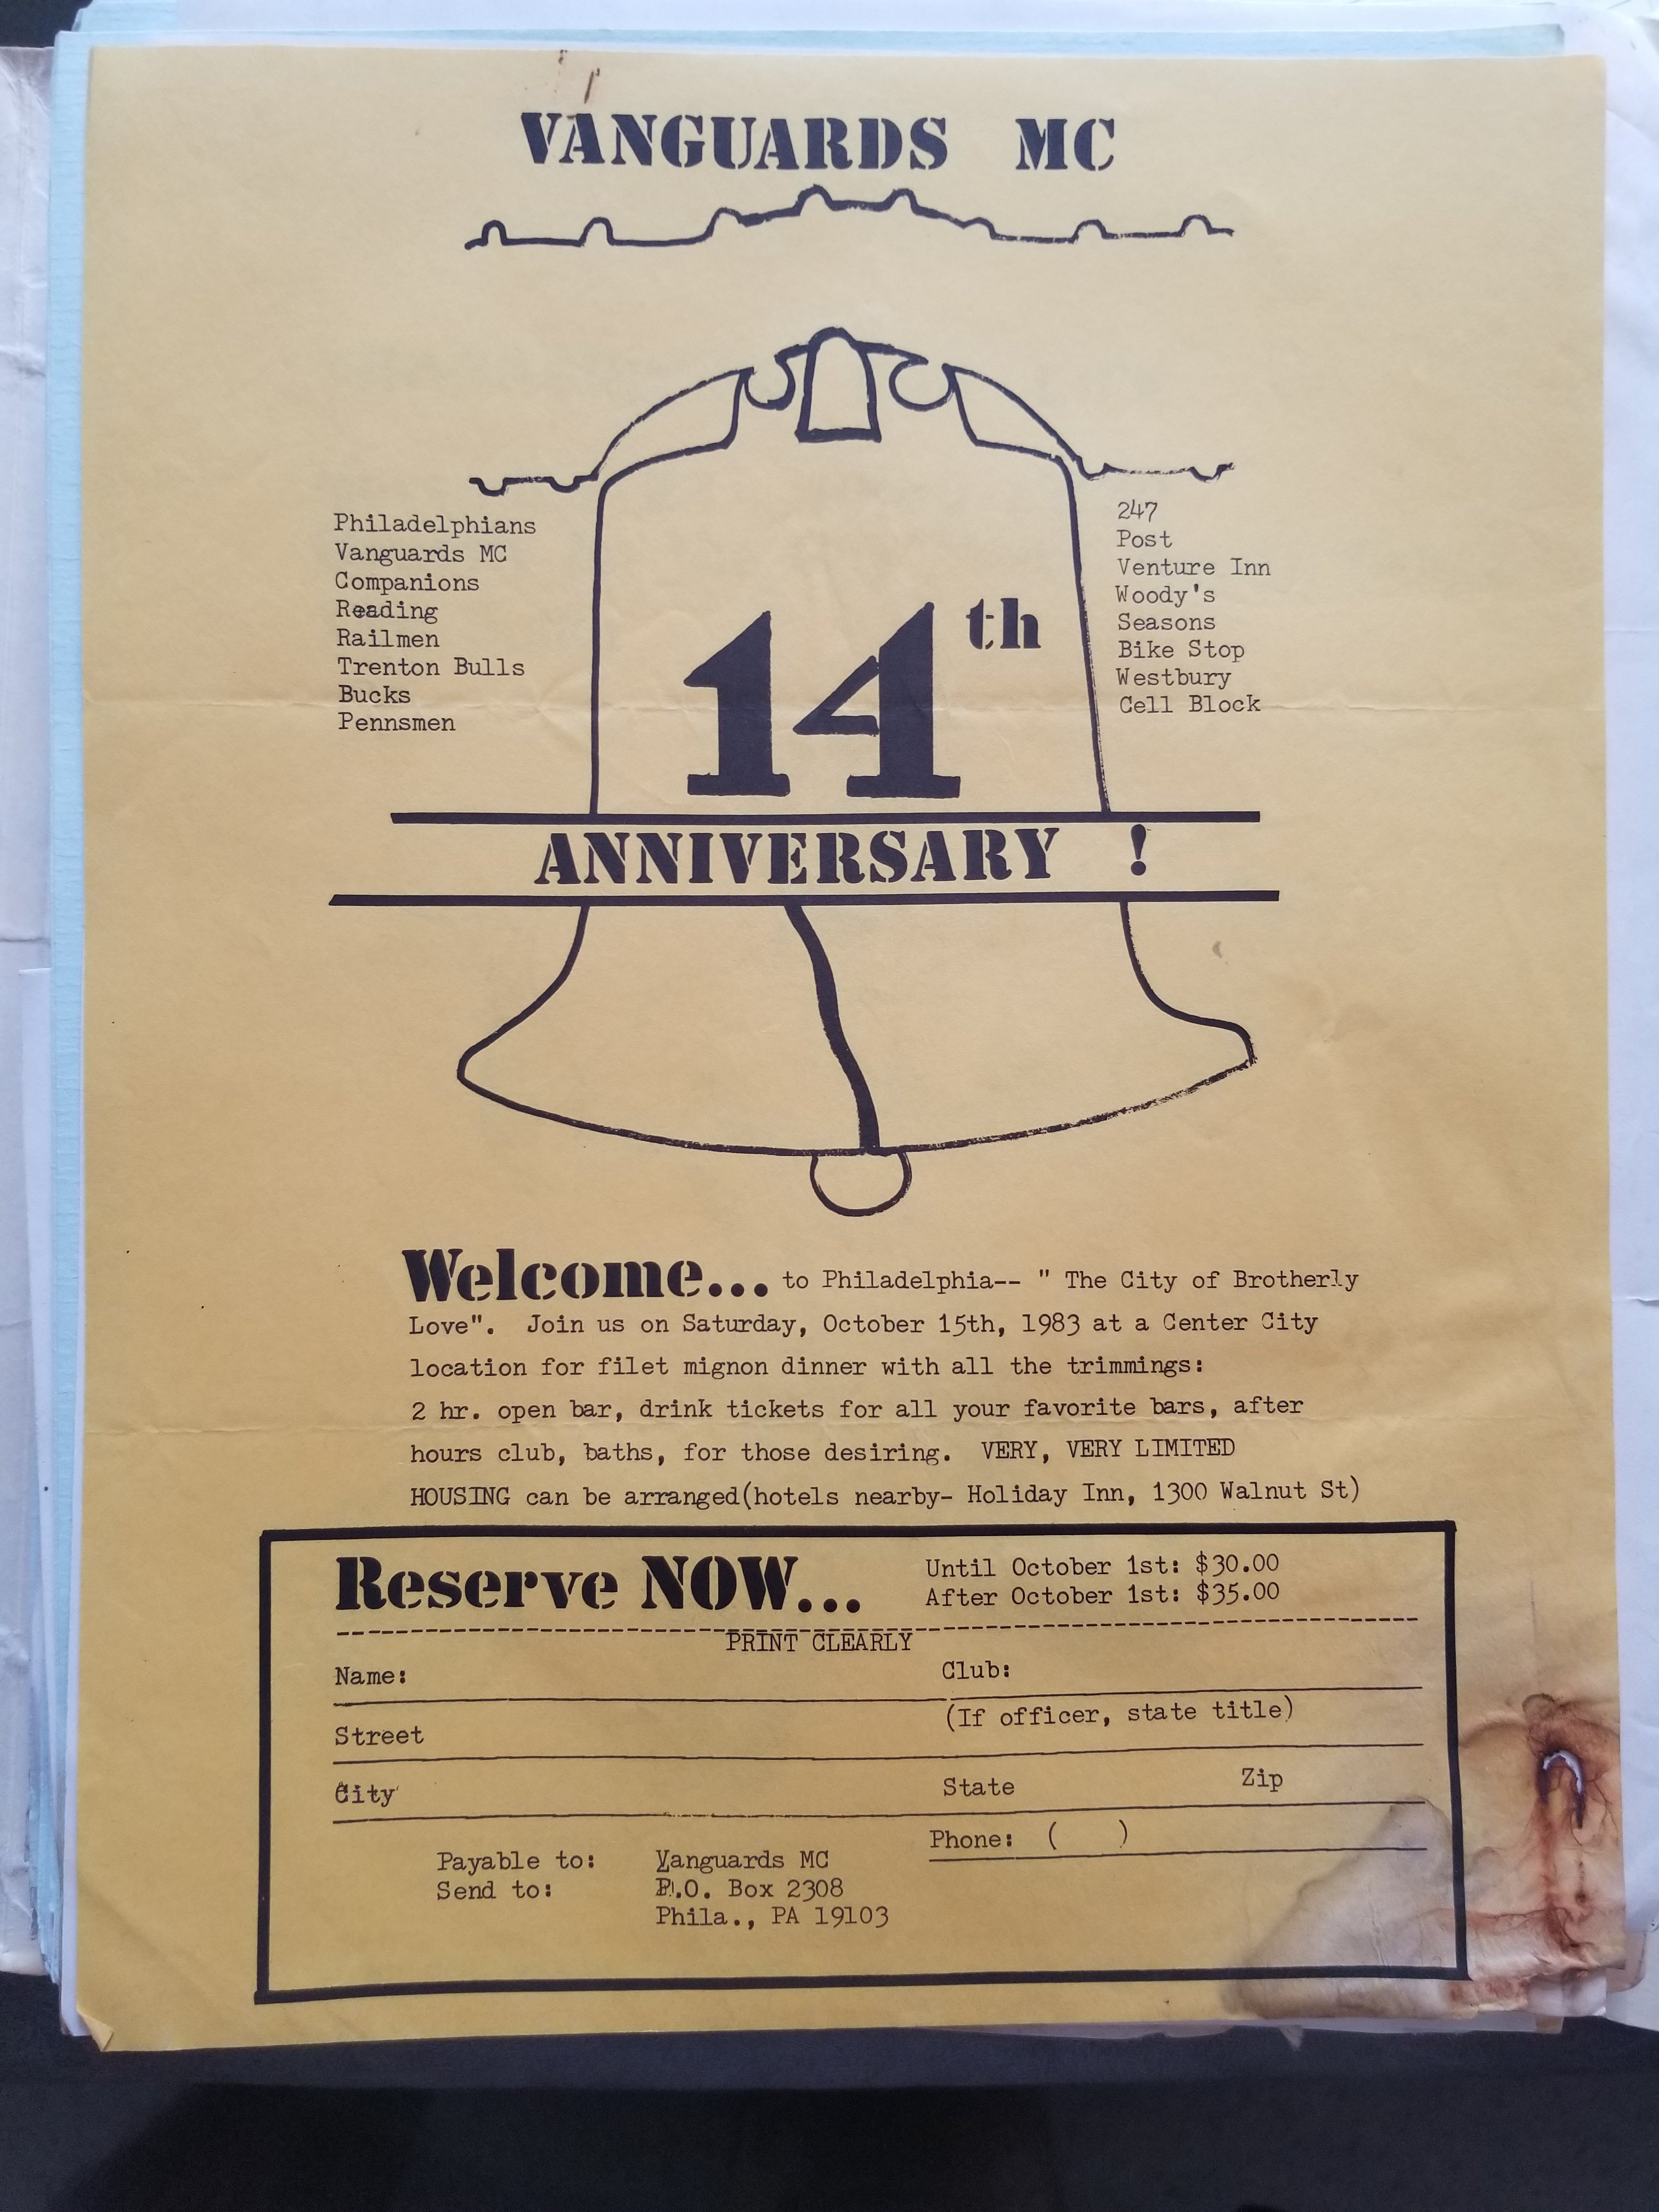 VANGUARDS MC
Philadelphians
Vanguards MC
Companions
Reading
Railmen
Trenton Bulls
Bucks
Pennsmen
247
Post
Venture Inn
Woody's
Seasons
Bike Stop
Westbury
Cell Block
14th
ANNIVERSARY !
Welcome... to Philadelphia-- " The City of Brotherly
Love". Join us on Saturday, October 15th, 1983 at a Center City
location for filet mignon dinner with all the trimmings:
2 hr. open bar, drink tickets for all your favorite bars, after
hours club, baths, for those desiring. VERY, VERY LIMITED
HOUSING can be arranged(hotels nearby- Holiday Inn, 1300 Walnut St)
Reserve NOW...
Until October 1st: $30.00
After October 1st: $35.00
PRINT CLEARLY
Name: Club:
(If officer, state title)
Street
City State Zip
Phone: ( )
Payable to: Vanguards MC
Send to: P.O. Box 2308
Phila., PA 19103